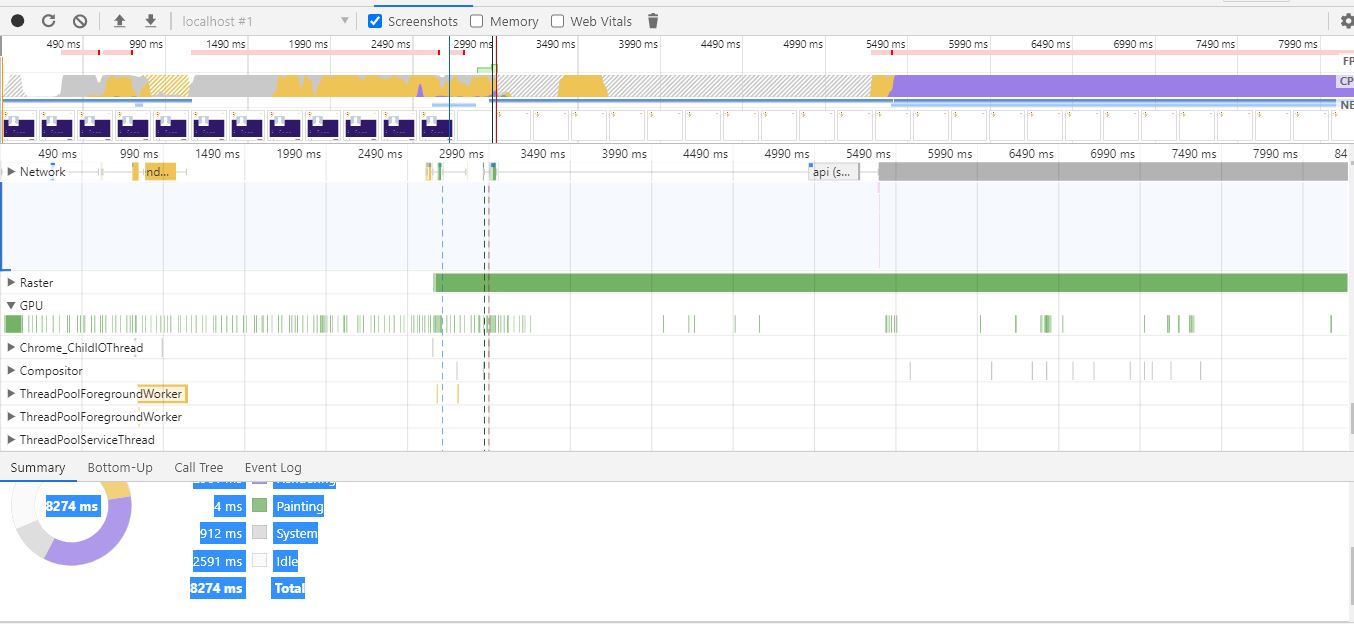 localhost #1 Screenshots Memory Web Vitals
490 ms 990 ms 1490 ms 1990 ms 2490 ms 2990 ms 3490 ms 3990 ms 4490 ms 4990 ms 5490 ms 5990 ms 6490 ms 6990 ms 7490 ms 7990 ms
FP
CP
NE
490 ms 990 ms 1490 ms 1990 ms 2490 ms 2990 ms 3490 ms 3990 ms 4490 ms 4990 ms 5490 ms 5990 ms 6490 ms 6990 ms 7490 ms 7990 ms 84
Network nd... api (s...
Raster
GPU
Chrome_ChildIOThread
Compositor
ThreadPoolForegroundWorker
ThreadPoolForegroundWorker
ThreadPoolServiceThread
Summary Bottom-Up Call Tree Event Log
8274 ms
4 ms Painting
912 ms System
2591 ms Idle
8274 ms Total